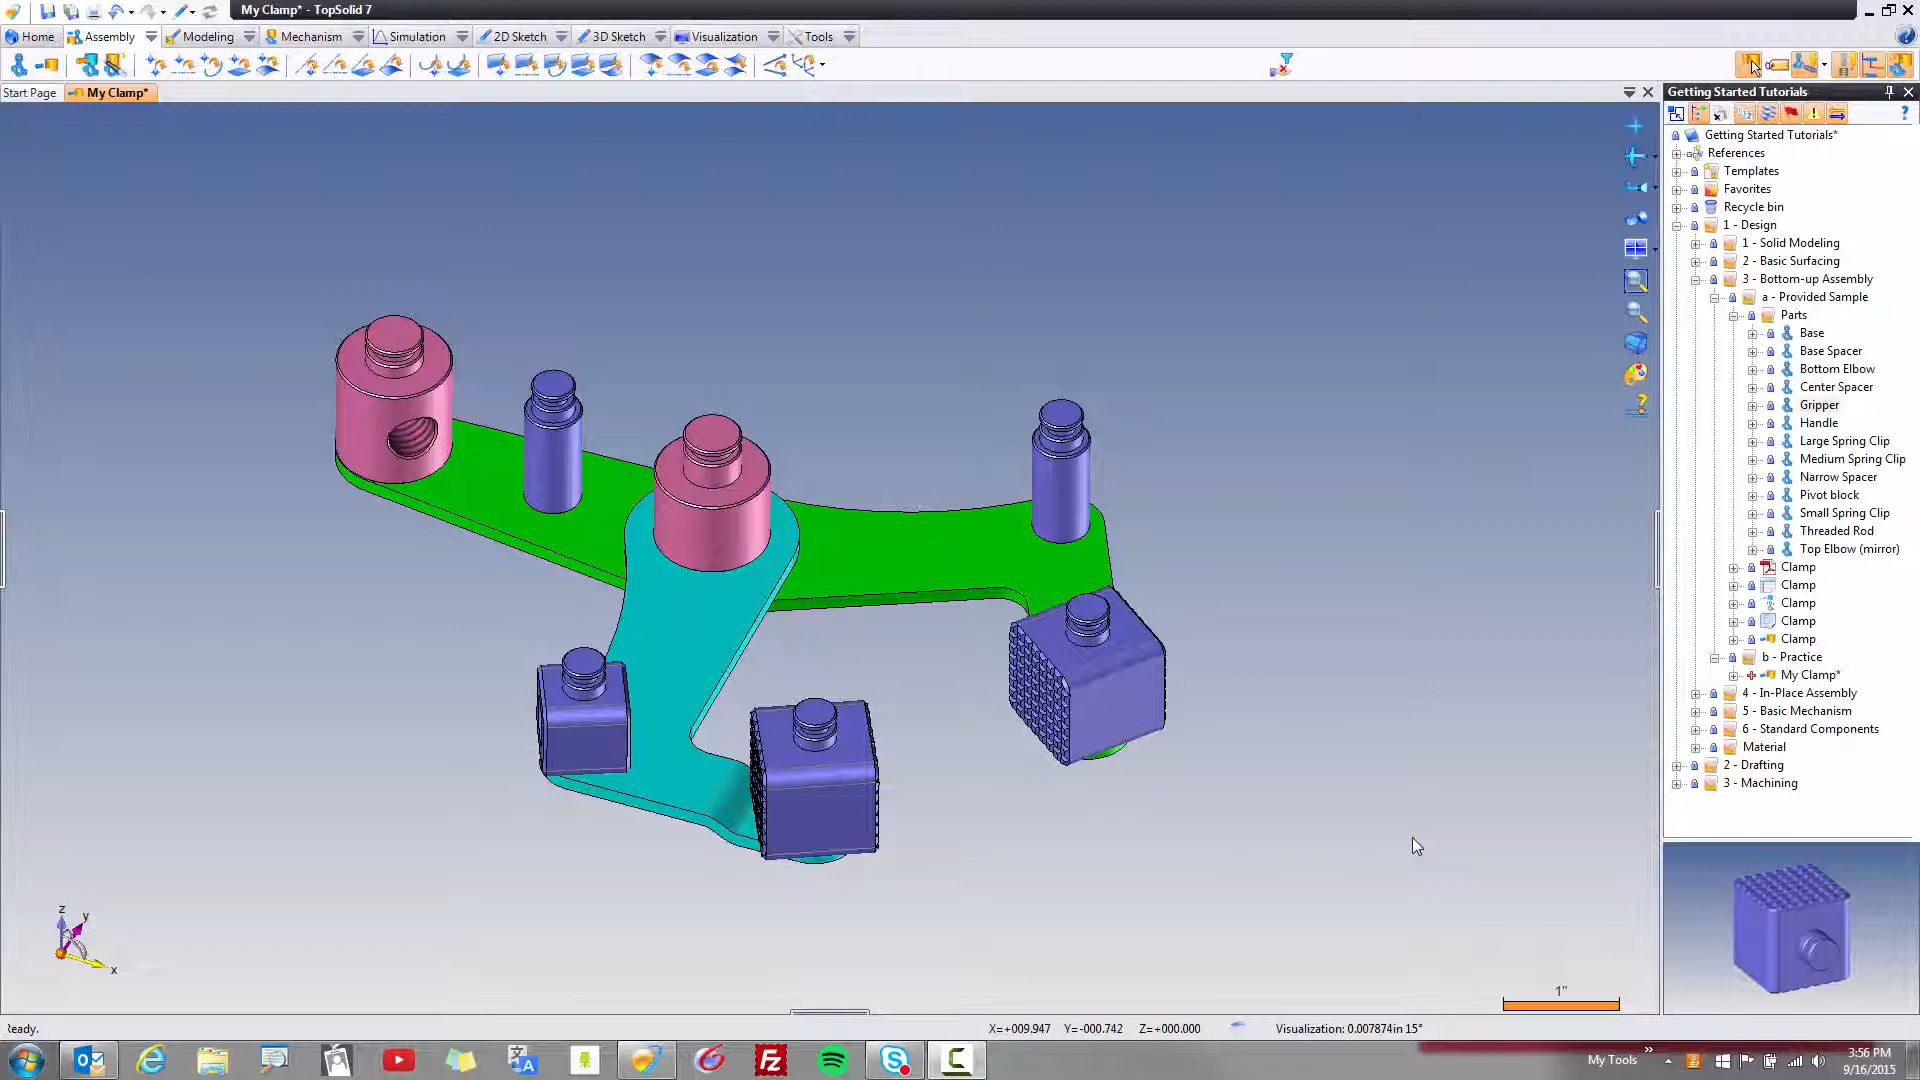 My Clamp* - TopSolid 7
Home Assembly Modeling Mechanism Simulation 2D Sketch 3D Sketch Visualization Tools
Start Page My Clamp*
Getting Started Tutorials
Getting Started Tutorials*
References
Templates
Favorites
Recycle bin
1 - Design
1 - Solid Modeling
2 - Basic Surfacing
3 - Bottom-up Assembly
a - Provided Sample
Parts
Base
Base Spacer
Bottom Elbow
Center Spacer
Gripper
Handle
Large Spring Clip
Medium Spring Clip
Narrow Spacer
Pivot block
Small Spring Clip
Threaded Rod
Top Elbow (mirror)
Clamp
Clamp
Clamp
Clamp
Clamp
b - Practice
My Clamp*
4 - In-Place Assembly
5 - Basic Mechanism
6 - Standard Components
Material
2 - Drafting
3 - Machining
z
y
x
1"
Ready. X=+009.947 Y=-000.742 Z=+000.000 Visualization: 0.007874in 15°
My Tools
3:56 PM
9/16/2015